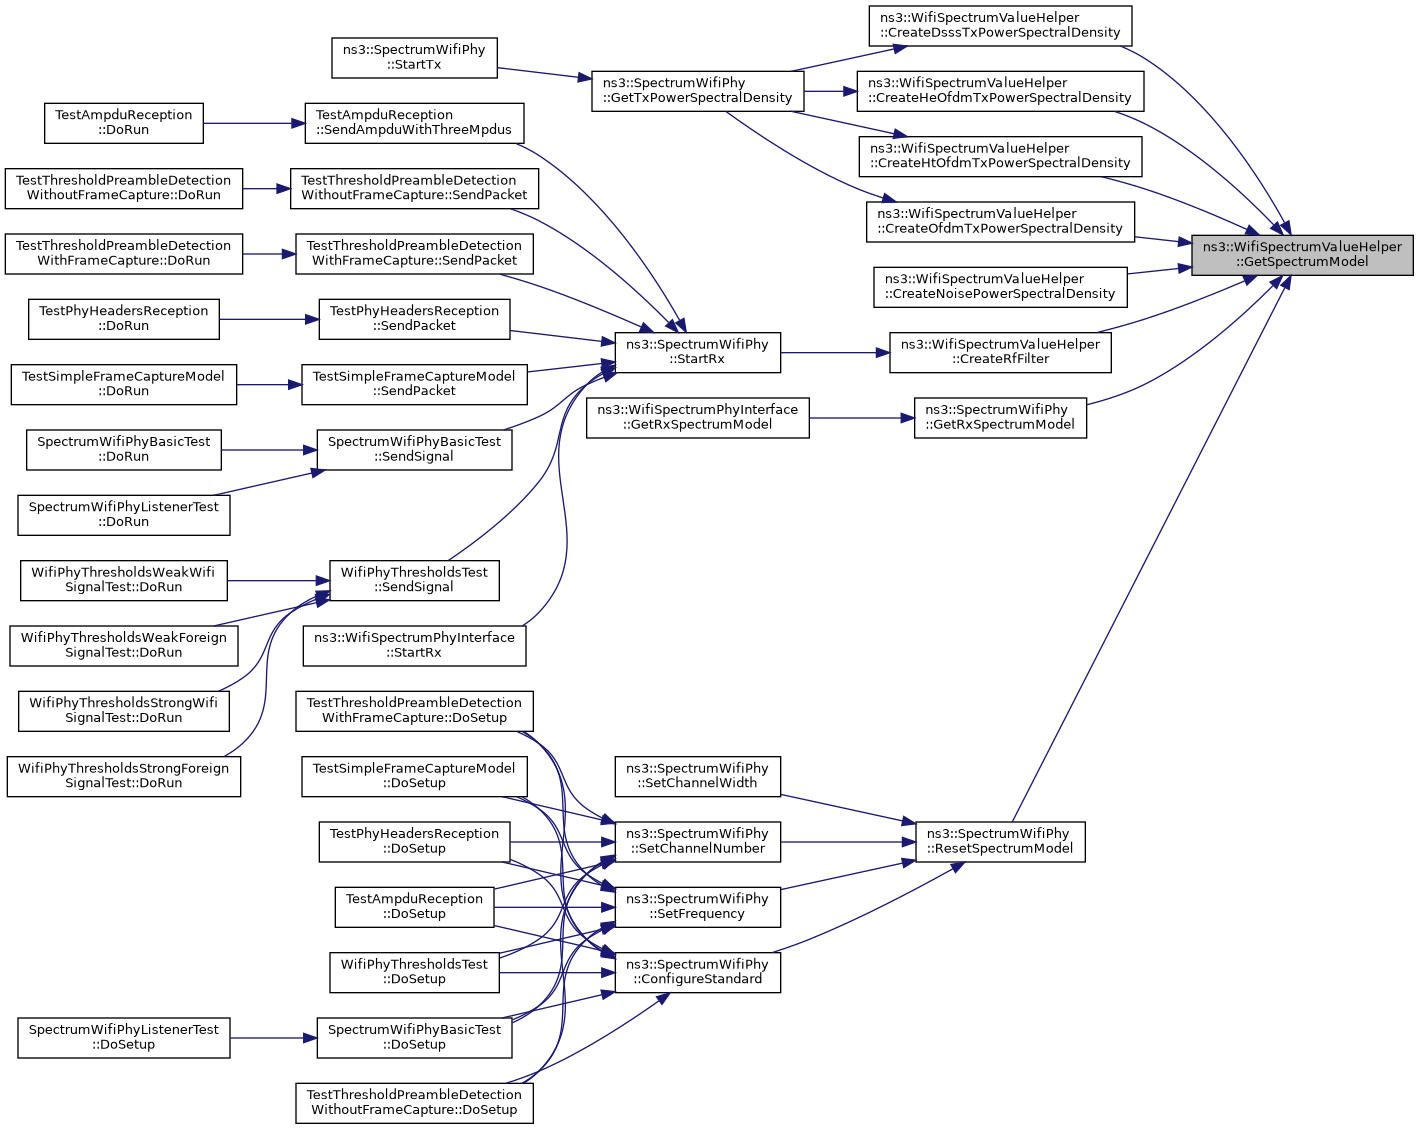 ns3::WifiSpectrumValueHelper
::CreateDsssTxPowerSpectralDensity
ns3::SpectrumWifiPhy
::StartTx
ns3::SpectrumWifiPhy
::GetTxPowerSpectralDensity
ns3::WifiSpectrumValueHelper
::CreateHeOfdmTxPowerSpectralDensity
TestAmpduReception
::DoRun
TestAmpduReception
::SendAmpduWithThreeMpdus
ns3::WifiSpectrumValueHelper
::CreateHtOfdmTxPowerSpectralDensity
TestThresholdPreambleDetection
WithoutFrameCapture::DoRun
TestThresholdPreambleDetection
WithoutFrameCapture::SendPacket
ns3::WifiSpectrumValueHelper
::CreateOfdmTxPowerSpectralDensity
TestThresholdPreambleDetection
WithFrameCapture::DoRun
TestThresholdPreambleDetection
WithFrameCapture::SendPacket
ns3::WifiSpectrumValueHelper
::GetSpectrumModel
ns3::WifiSpectrumValueHelper
::CreateNoisePowerSpectralDensity
TestPhyHeadersReception
::DoRun
TestPhyHeadersReception
::SendPacket
ns3::SpectrumWifiPhy
::StartRx
ns3::WifiSpectrumValueHelper
::CreateRfFilter
TestSimpleFrameCaptureModel
::DoRun
TestSimpleFrameCaptureModel
::SendPacket
ns3::WifiSpectrumPhyInterface
::GetRxSpectrumModel
ns3::SpectrumWifiPhy
::GetRxSpectrumModel
SpectrumWifiPhyBasicTest
::DoRun
SpectrumWifiPhyBasicTest
::SendSignal
SpectrumWifiPhyListenerTest
::DoRun
WifiPhyThresholdsWeakWifi
SignalTest::DoRun
WifiPhyThresholdsTest
::SendSignal
WifiPhyThresholdsWeakForeign
SignalTest::DoRun
ns3::WifiSpectrumPhyInterface
::StartRx
WifiPhyThresholdsStrongWifi
SignalTest::DoRun
TestThresholdPreambleDetection
WithFrameCapture::DoSetup
WifiPhyThresholdsStrongForeign
SignalTest::DoRun
TestSimpleFrameCaptureModel
::DoSetup
ns3::SpectrumWifiPhy
::SetChannelWidth
TestPhyHeadersReception
::DoSetup
ns3::SpectrumWifiPhy
::SetChannelNumber
ns3::SpectrumWifiPhy
::ResetSpectrumModel
TestAmpduReception
::DoSetup
ns3::SpectrumWifiPhy
::SetFrequency
WifiPhyThresholdsTest
::DoSetup
ns3::SpectrumWifiPhy
::ConfigureStandard
SpectrumWifiPhyListenerTest
::DoSetup
SpectrumWifiPhyBasicTest
::DoSetup
TestThresholdPreambleDetection
WithoutFrameCapture::DoSetup